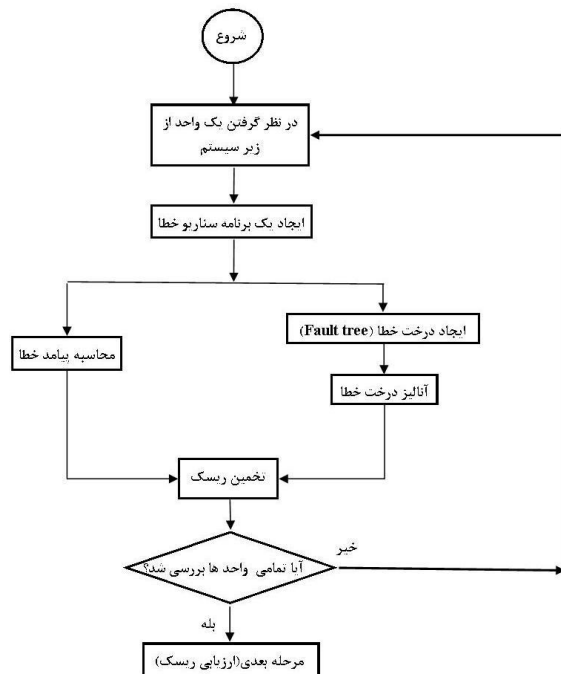 شروع
در نظر گرفتن یک واحد از
زیر سیستم
ایجاد یک برنامه سناریو خطا
ایجاد درخت خطا (Fault tree)
محاسبه پیامد خطا
آنالیز درخت خطا
تخمین ریسک
خیر
آیا تمامی واحد ها بررسی شد؟
بله
مرحله بعدی(ارزیابی ریسک)